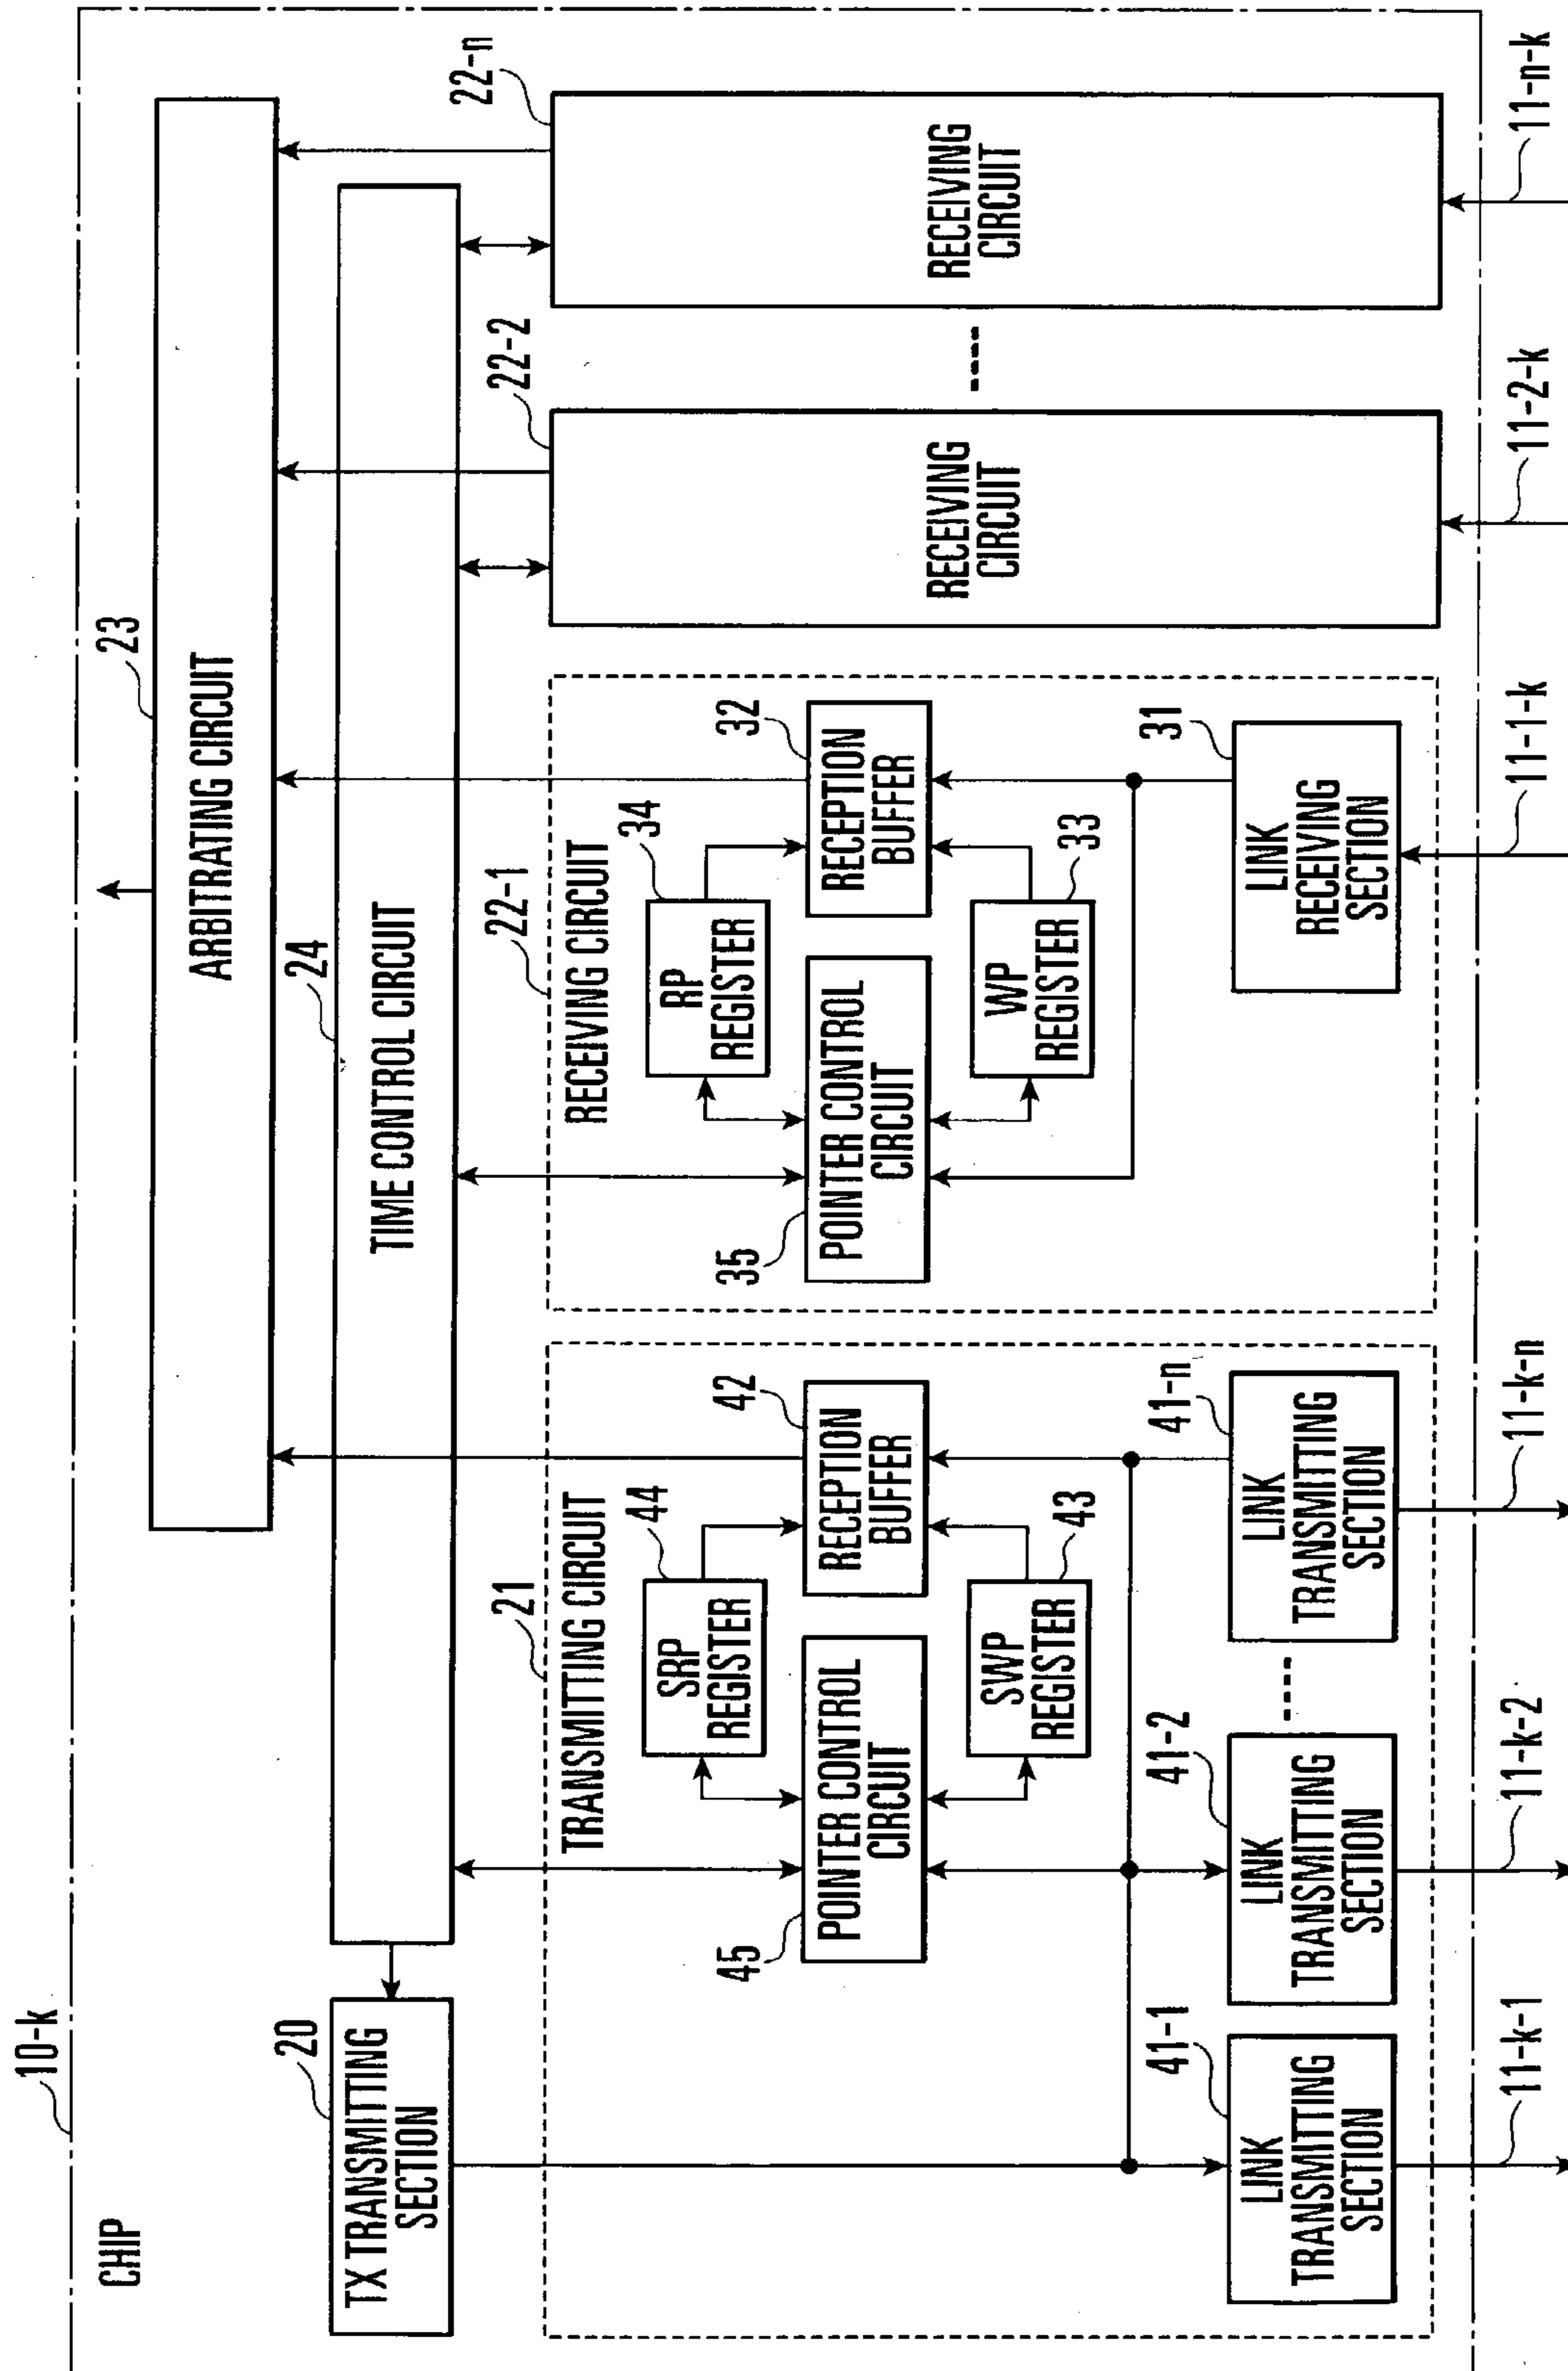 10-k
CHIP
23
ARBITRATING CIRCUIT
20
TX TRANSMITTING
SECTION
24
TIME CONTROL CIRCUIT
21
TRANSMITTING CIRCUIT
44
SRP
REGISTER
42
RECEPTION
BUFFER
45
POINTER CONTROL
CIRCUIT
43
SWP
REGISTER
41-1
LINK
TRANSMITTING
SECTION
41-2
LINK
TRANSMITTING
SECTION
41-n
LINK
TRANSMITTING
SECTION
11-k-1
11-k-2
11-k-n
22-1
RECEIVING CIRCUIT
34
RP
REGISTER
32
RECEPTION
BUFFER
35
POINTER CONTROL
CIRCUIT
33
WP
REGISTER
31
LINK
RECEIVING
SECTION
11-1-k
22-2
RECEIVING
CIRCUIT
11-2-k
22-n
RECEIVING
CIRCUIT
11-n-k